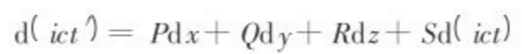 d( ict′) = Pdx + Qdy + Rdz + Sd( ict)